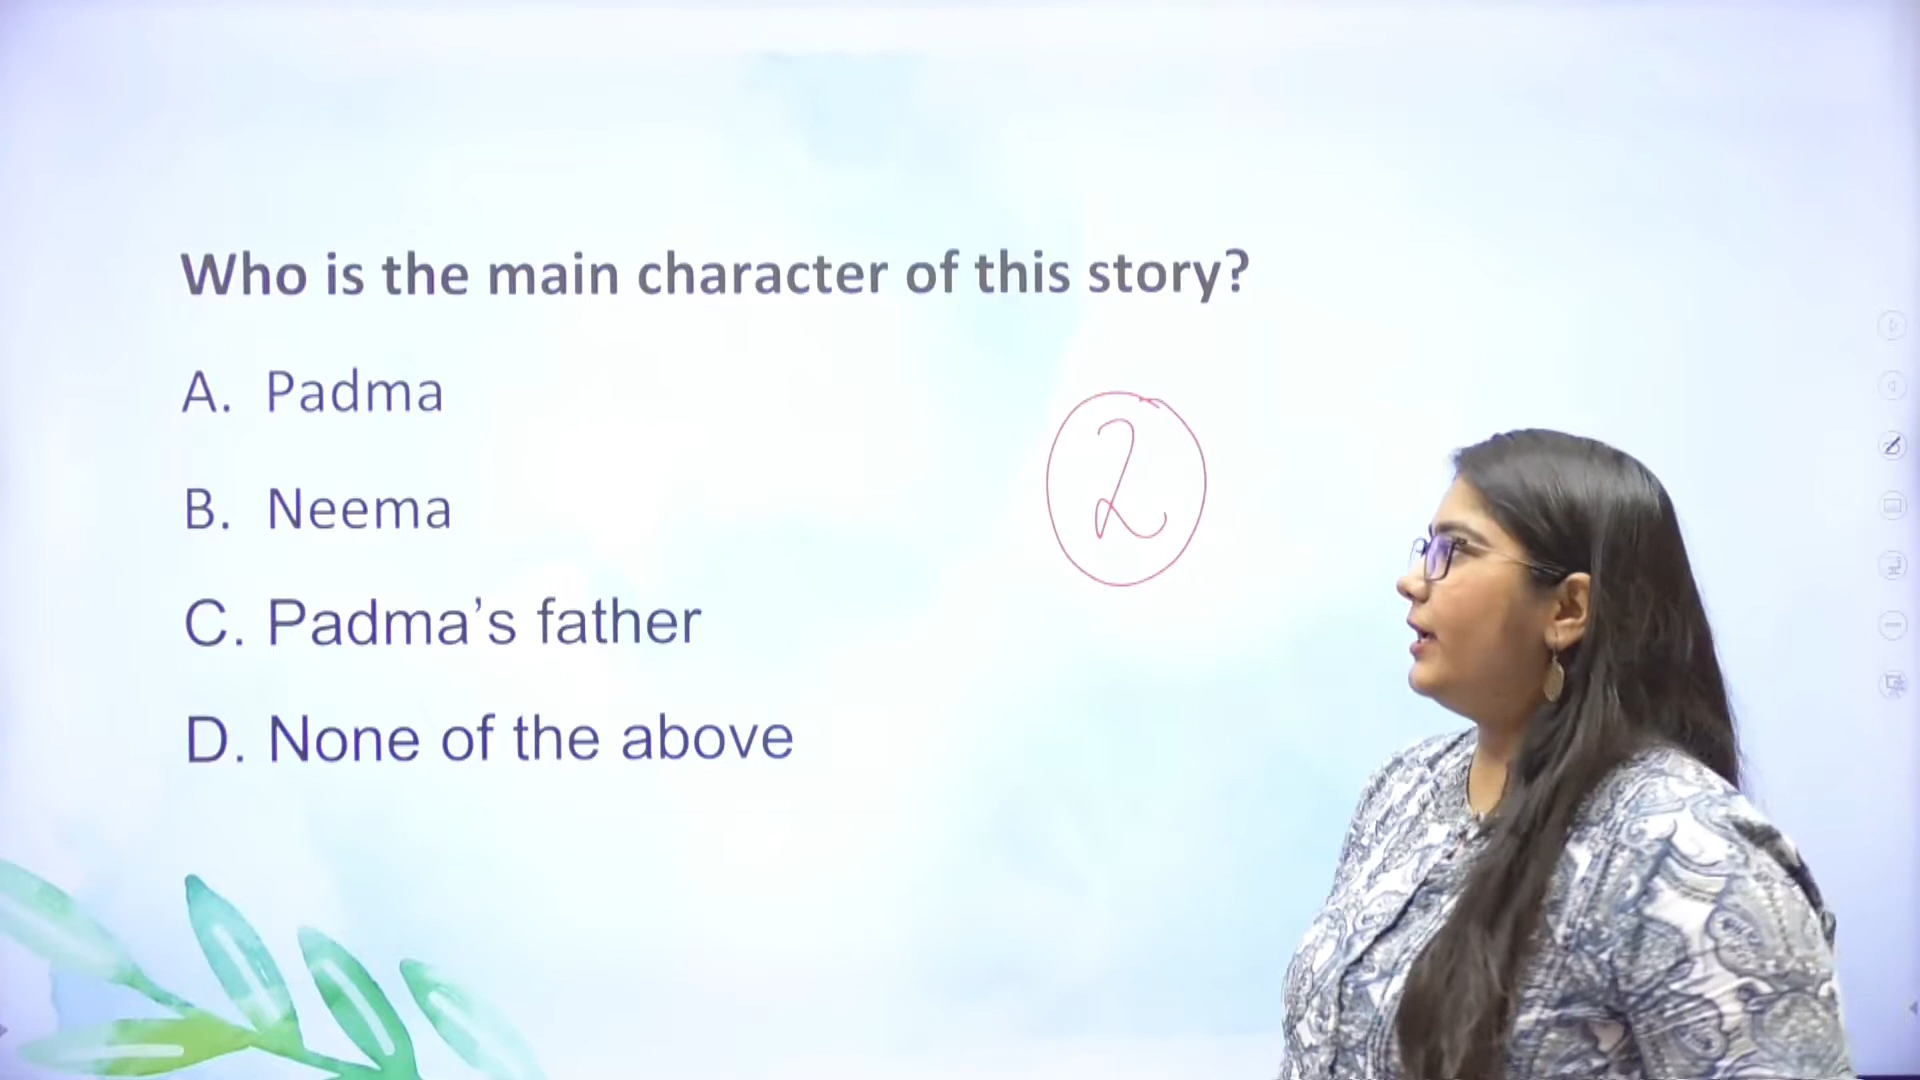 Who is the main character of this story?
A. Padma
2
B. Neema
C. Padma’s father
D. None of the above